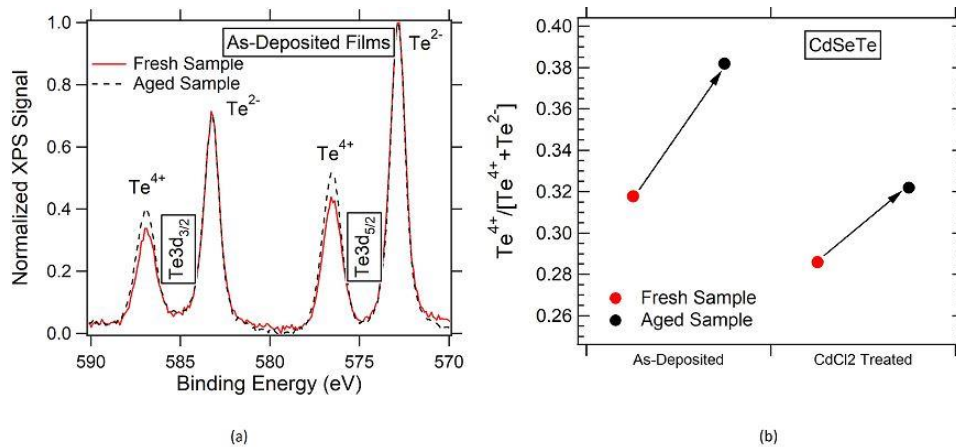 As-Deposited Films
Fresh Sample
Aged Sample
Te²⁻
Te²⁻
Te⁴⁺
Te⁴⁺
Te3d₃/₂
Te3d₅/₂
Normalized XPS Signal
1.0
0.8
0.6
0.4
0.2
0.0
590
585
580
575
570
Binding Energy (eV)
(a)
CdSeTe
Te⁴⁺/[Te⁴⁺+Te²⁻]
0.40
0.38
0.36
0.34
0.32
0.30
0.28
0.26
Fresh Sample
Aged Sample
As-Deposited
CdCl2 Treated
(b)